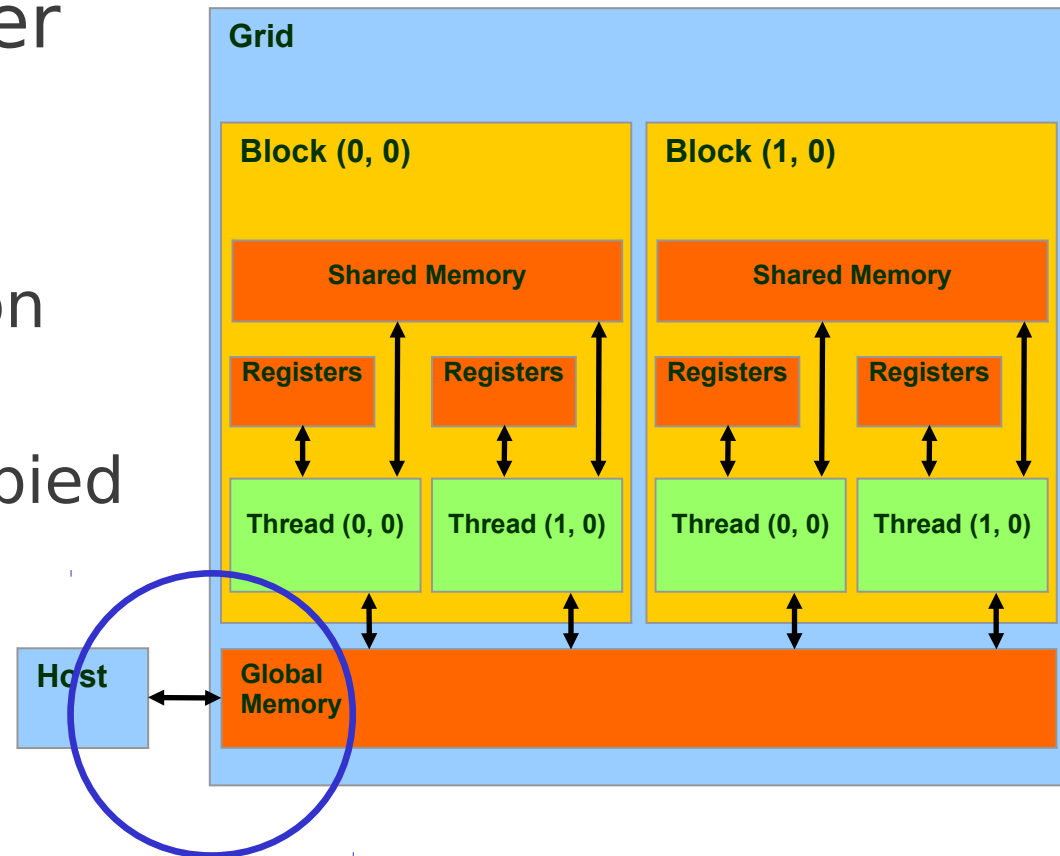 er
on
pied
Grid
Block (0, 0)
Block (1, 0)
Shared Memory
Shared Memory
Registers
Registers
Registers
Registers
Thread (0, 0)
Thread (1, 0)
Thread (0, 0)
Thread (1, 0)
Host
Global
Memory